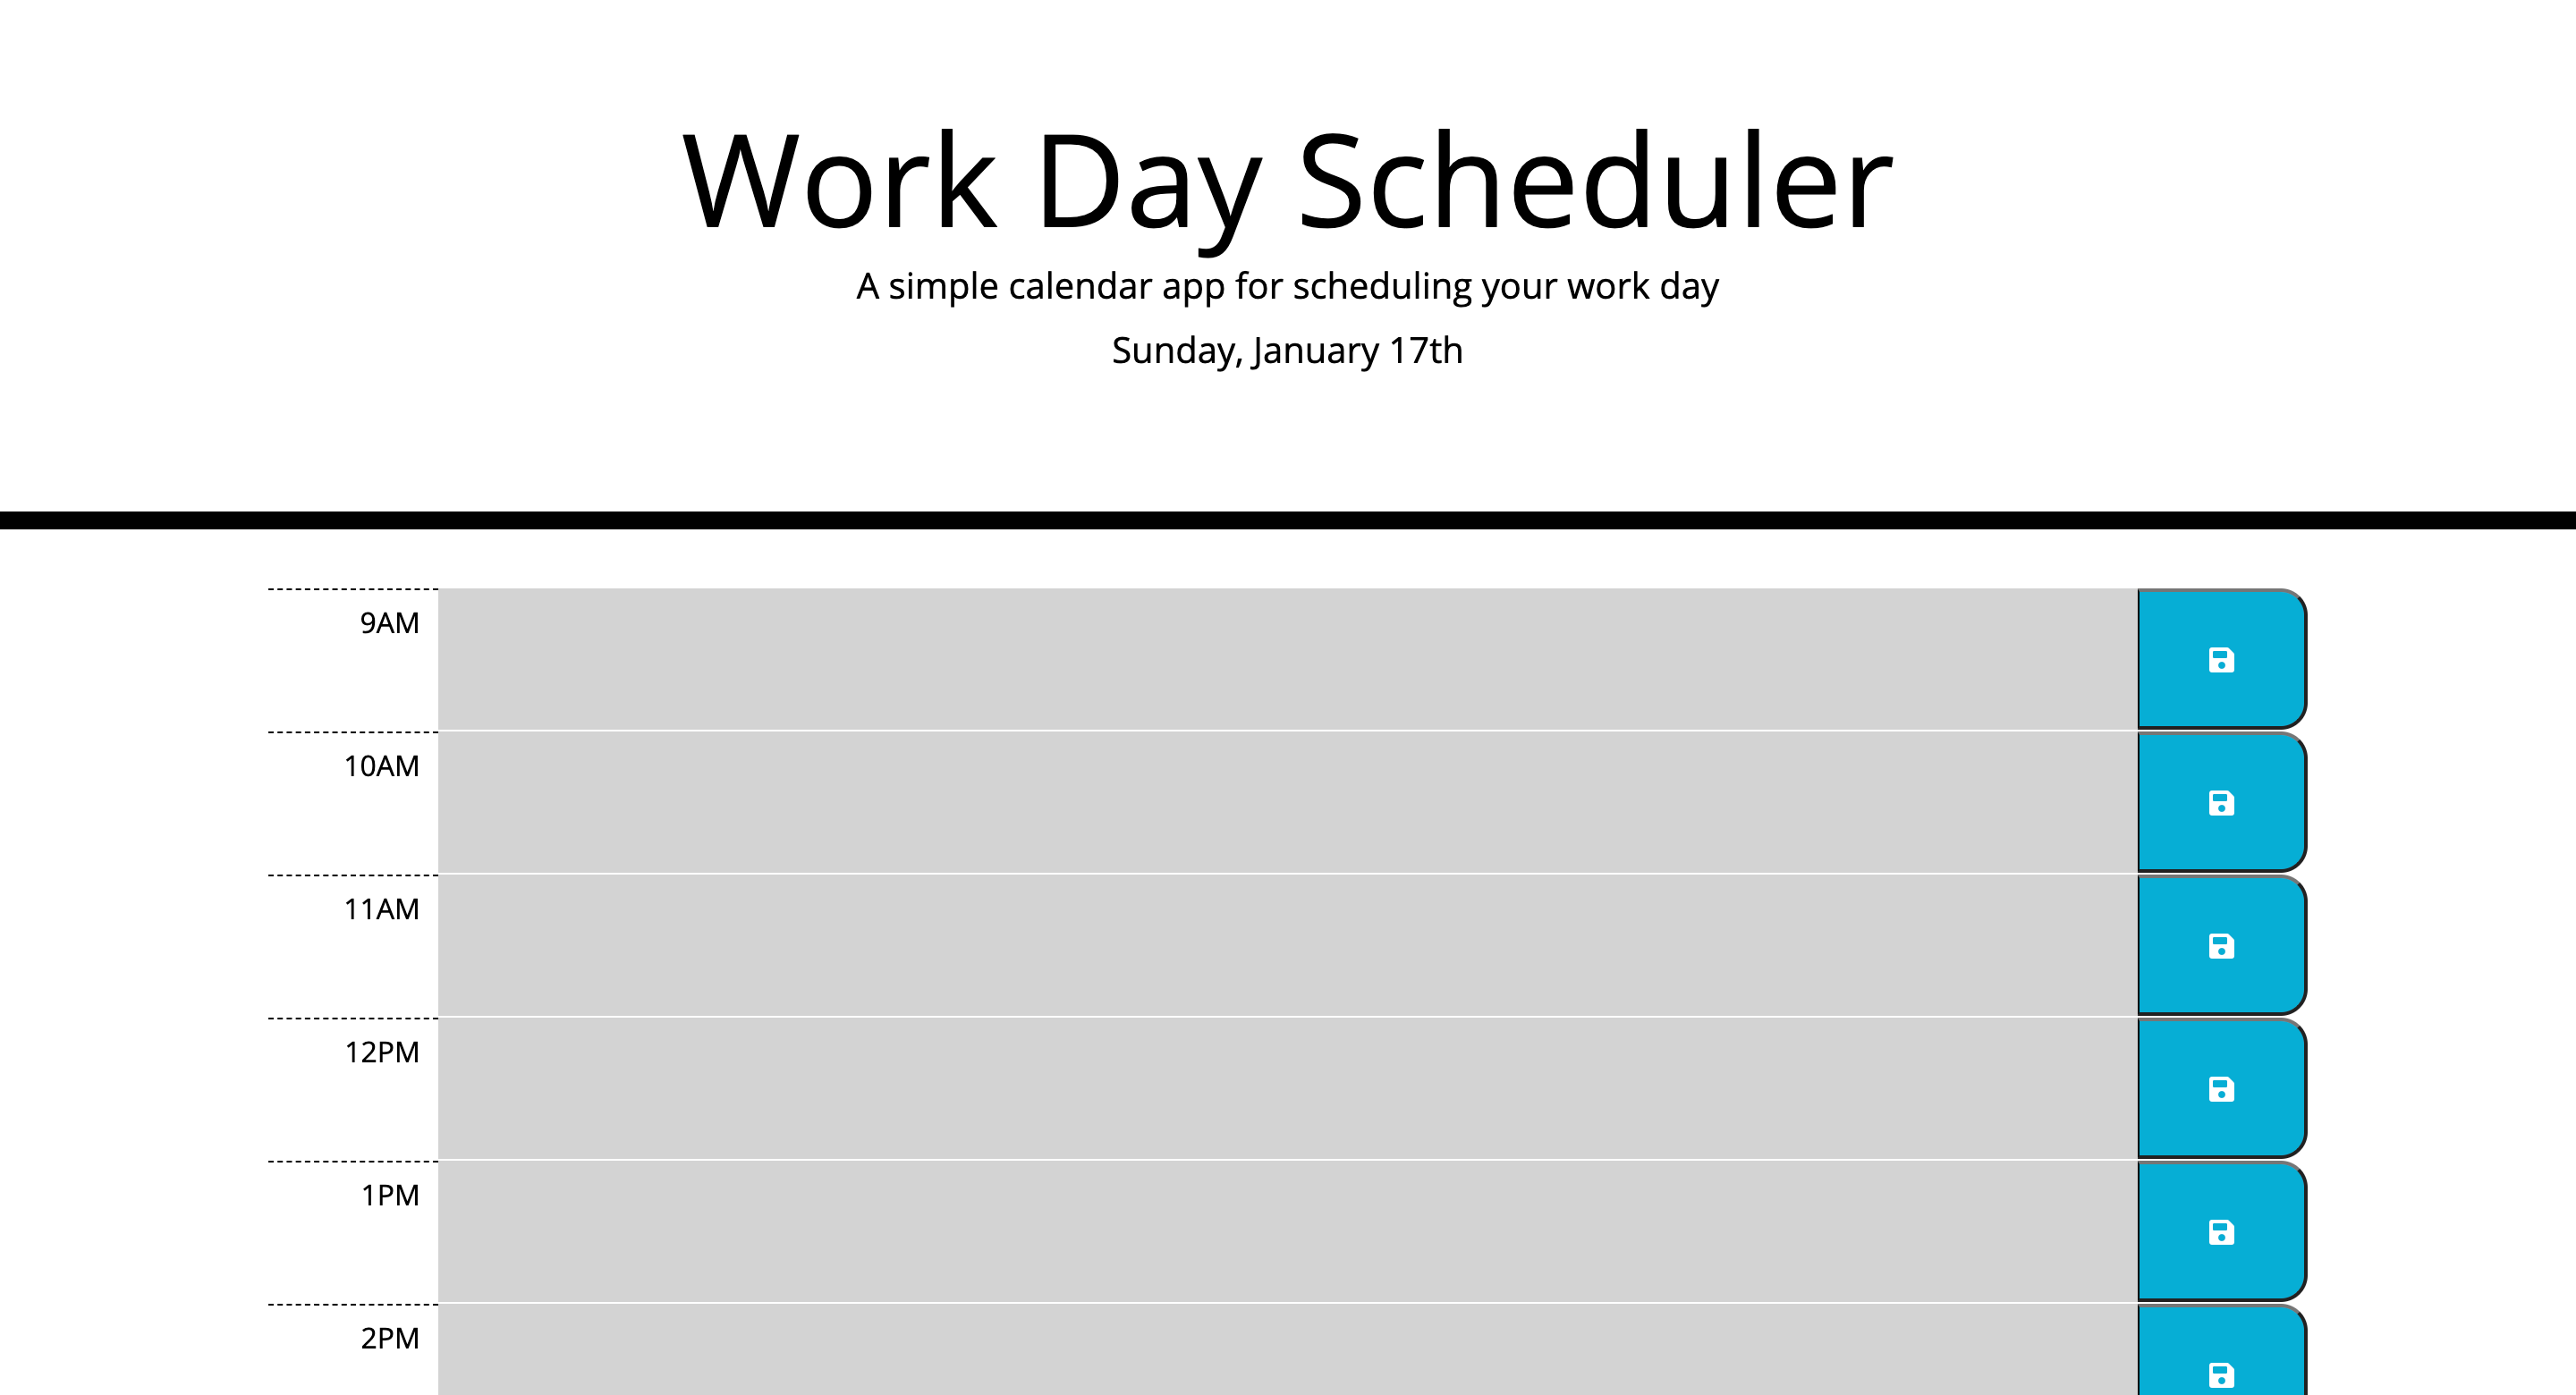 Work Day Scheduler
A simple calendar app for scheduling your work day
Sunday, January 17th
9AM
10AM
11AM
12PM
1PM
2PM